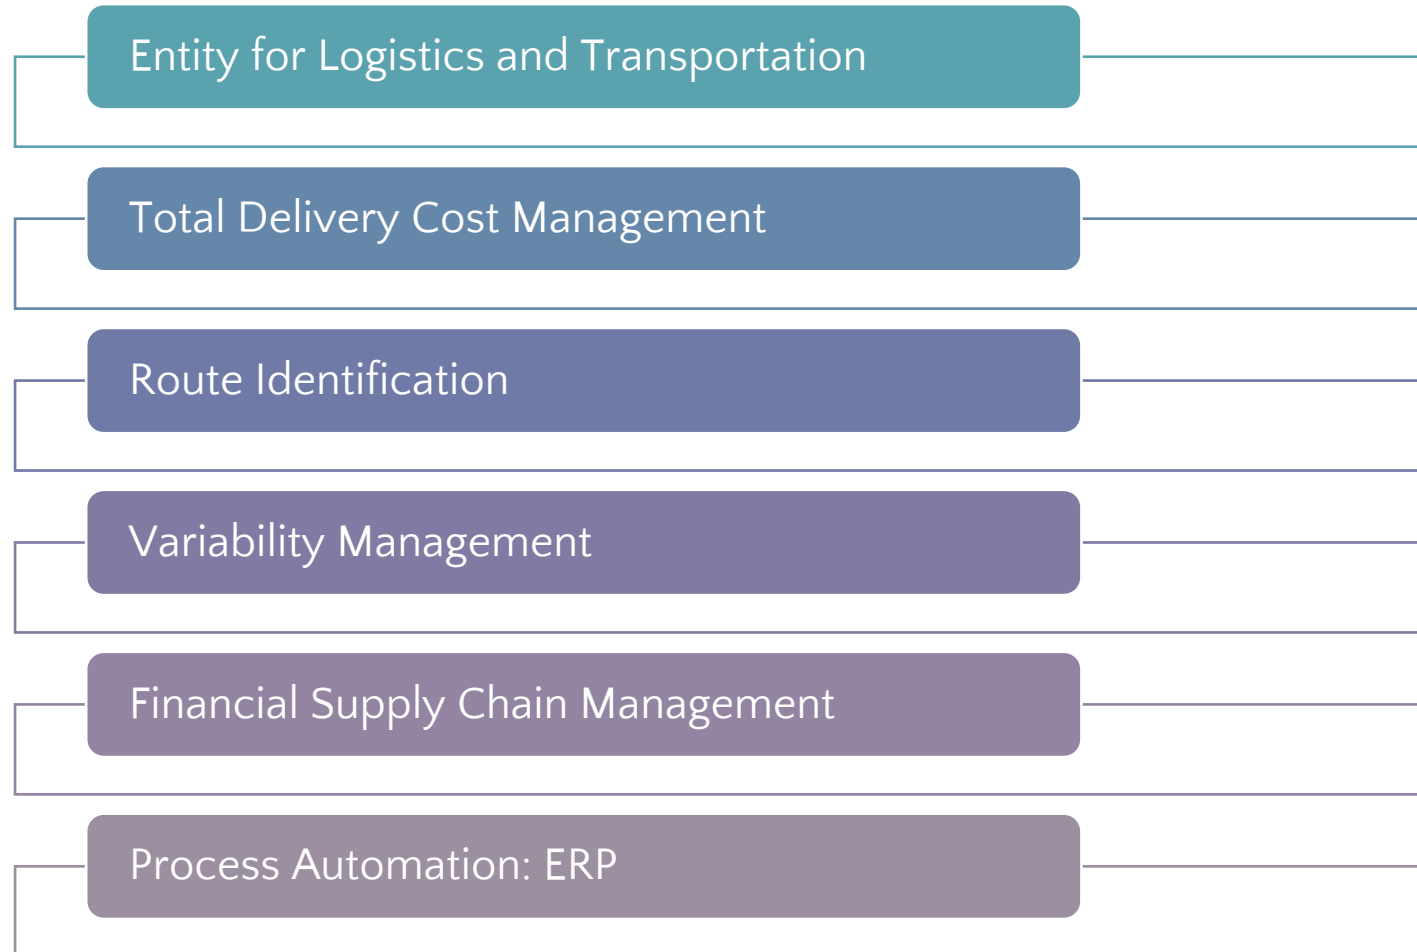 Entity for Logistics and Transportation
Total Delivery Cost Management
Route Identification
Variability Management
Financial Supply Chain Management
Process Automation: ERP